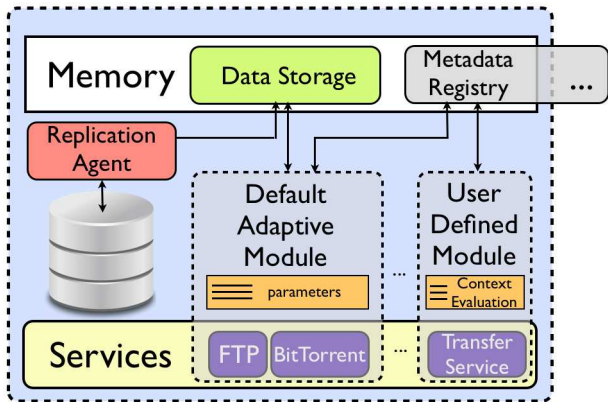 Memory
Data Storage
Metadata
Registry
...
Replication
Agent
Default
Adaptive
Module
parameters
...
User
Defined
Module
Context
Evaluation
Services
FTP
BitTorrent
...
Transfer
Service